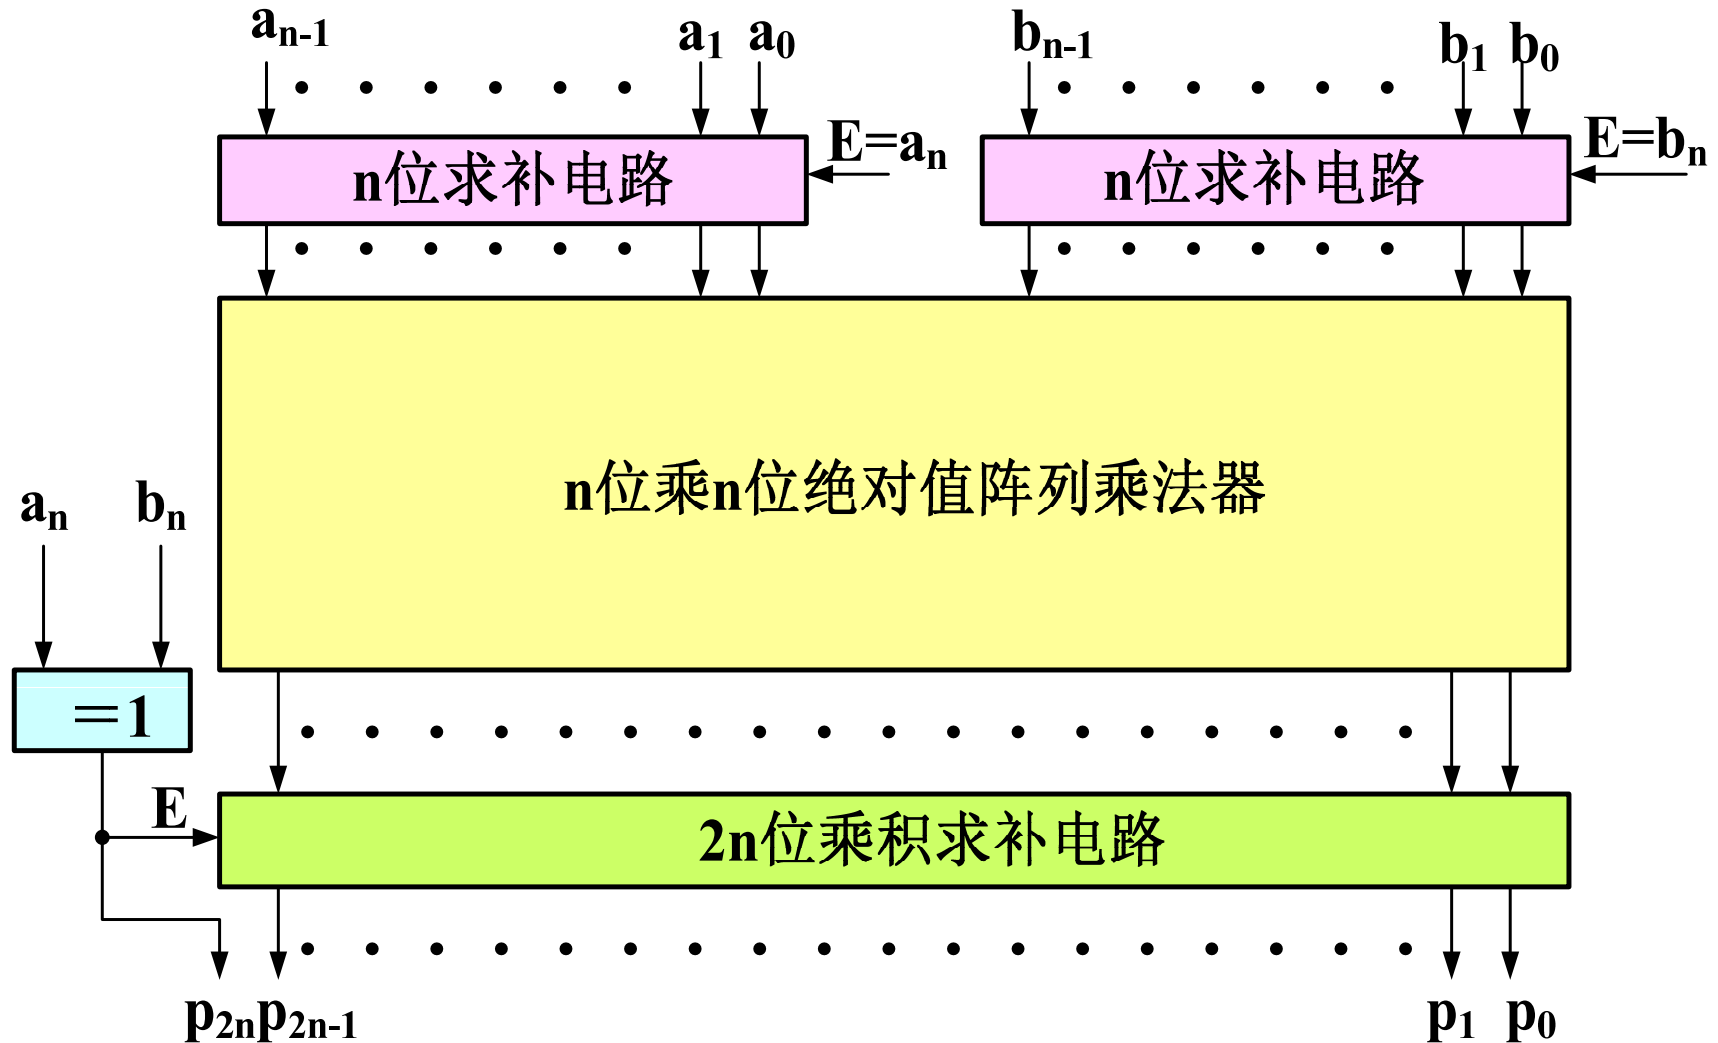 aₙ₋₁ a₁ a₀ bₙ₋₁ b₁ b₀
E=aₙ E=bₙ
n位求补电路 n位求补电路
n位乘n位绝对值阵列乘法器
aₙ bₙ
=1
E
2n位乘积求补电路
p₂ₙ p₂ₙ₋₁ p₁ p₀